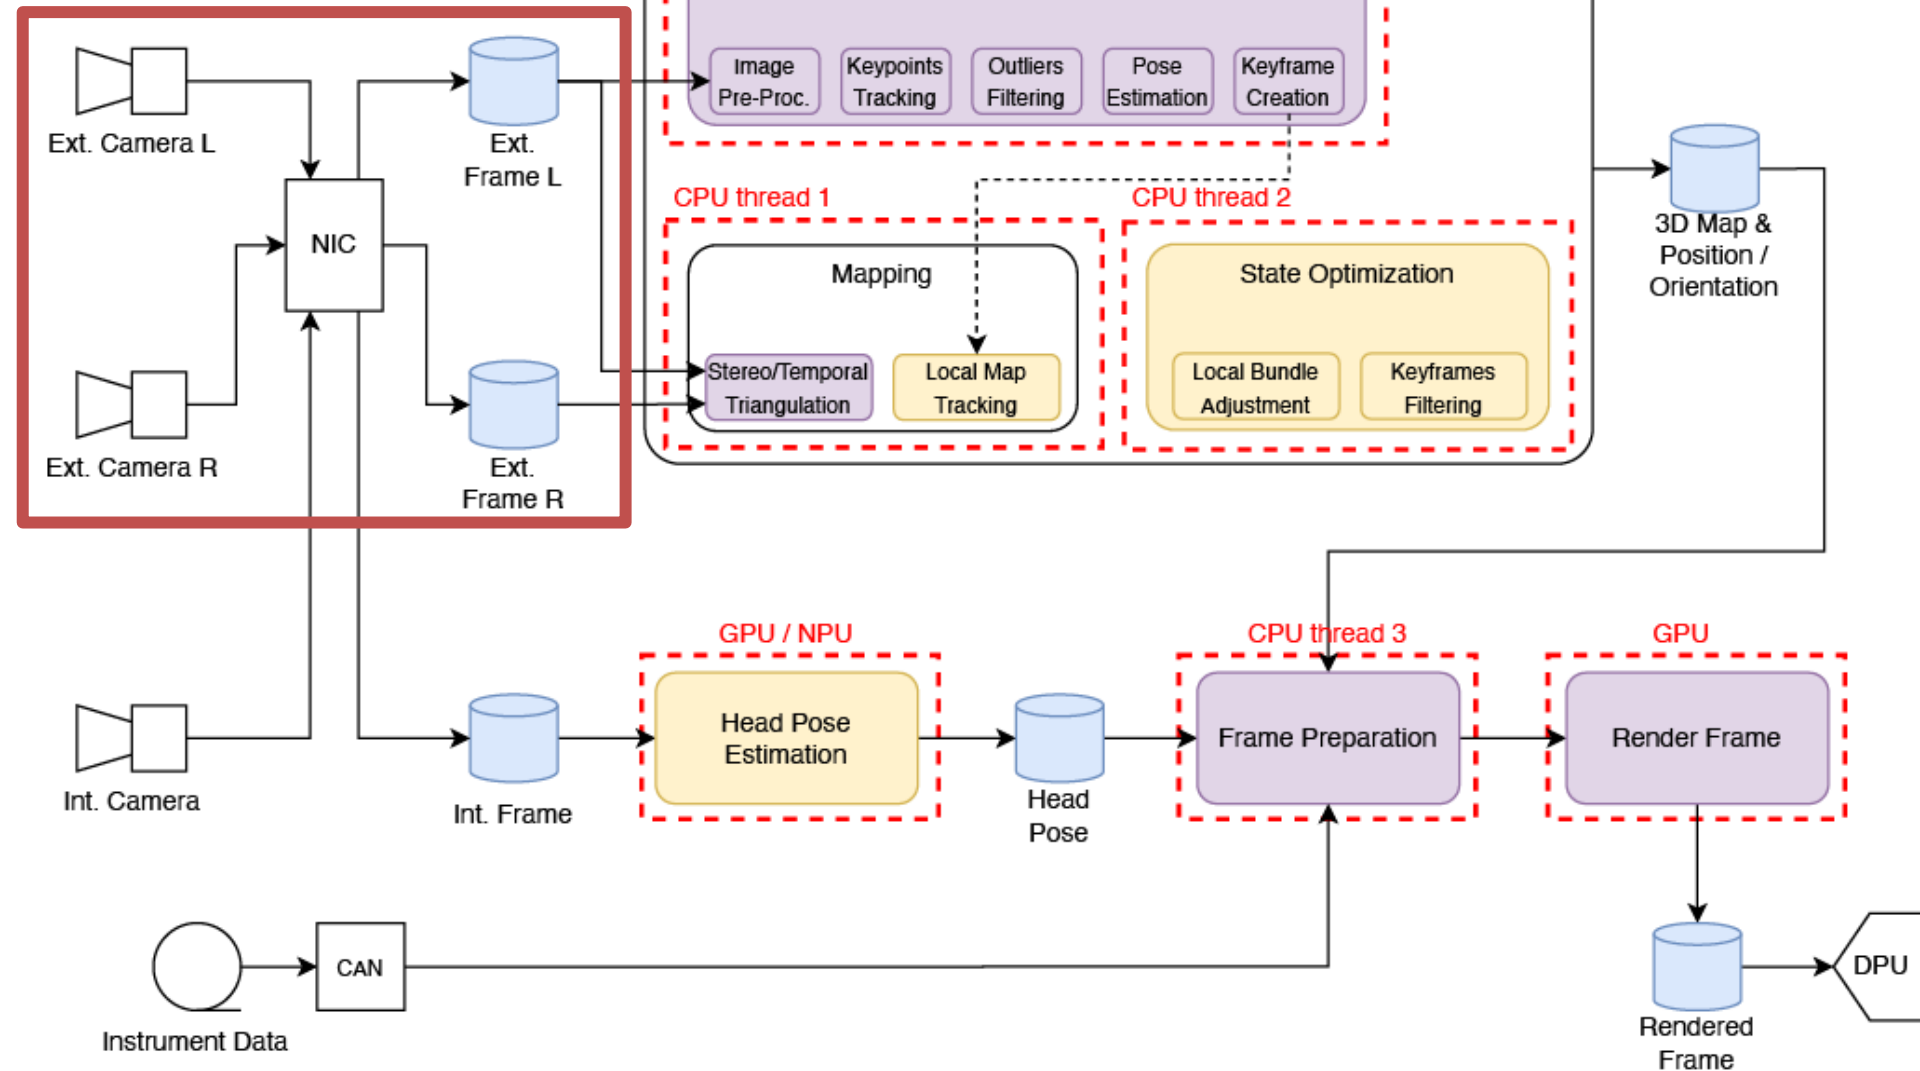 Image
Pre-Proc.
Keypoints
Tracking
Outliers
Filtering
Pose
Estimation
Keyframe
Creation
Ext. Camera L
Ext.
Frame L
NIC
CPU thread 1
CPU thread 2
Mapping
State Optimization
3D Map &
Position /
Orientation
Stereo/Temporal
Triangulation
Local Map
Tracking
Local Bundle
Adjustment
Keyframes
Filtering
Ext. Camera R
Ext.
Frame R
GPU / NPU
CPU thread 3
GPU
Head Pose
Estimation
Frame Preparation
Render Frame
Int. Camera
Int. Frame
Head
Pose
CAN
DPU
Instrument Data
Rendered
Frame